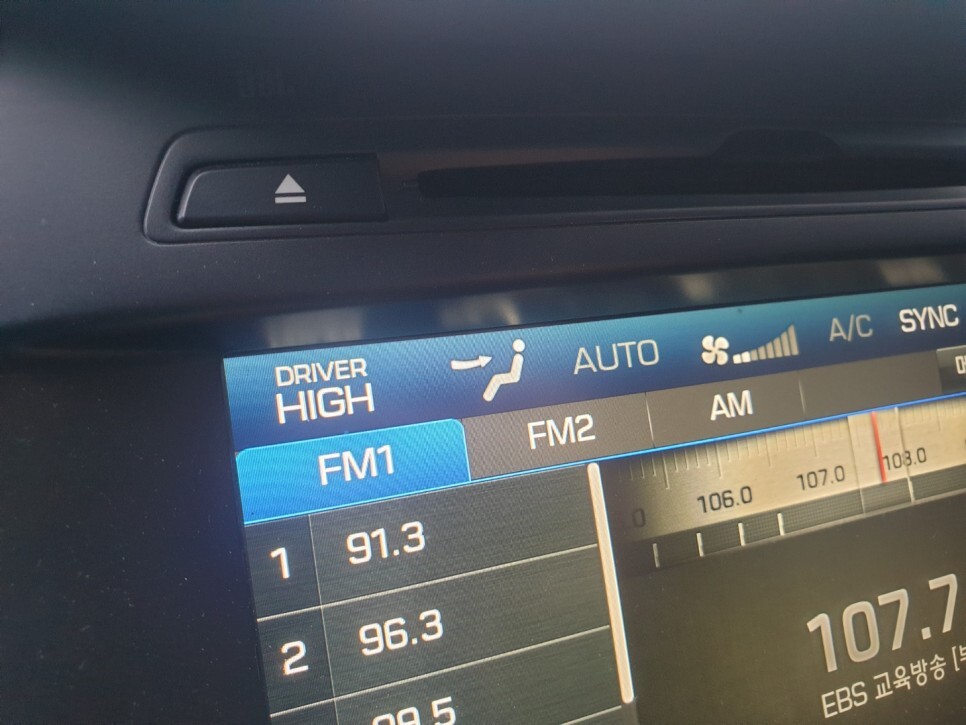 DRIVER
HIGH
AUTO
A/C
SYNC
FM1
FM2
AM
1 91.3
2 96.3
0 106.0 107.0 108.0
107.7
EBS 교육방송